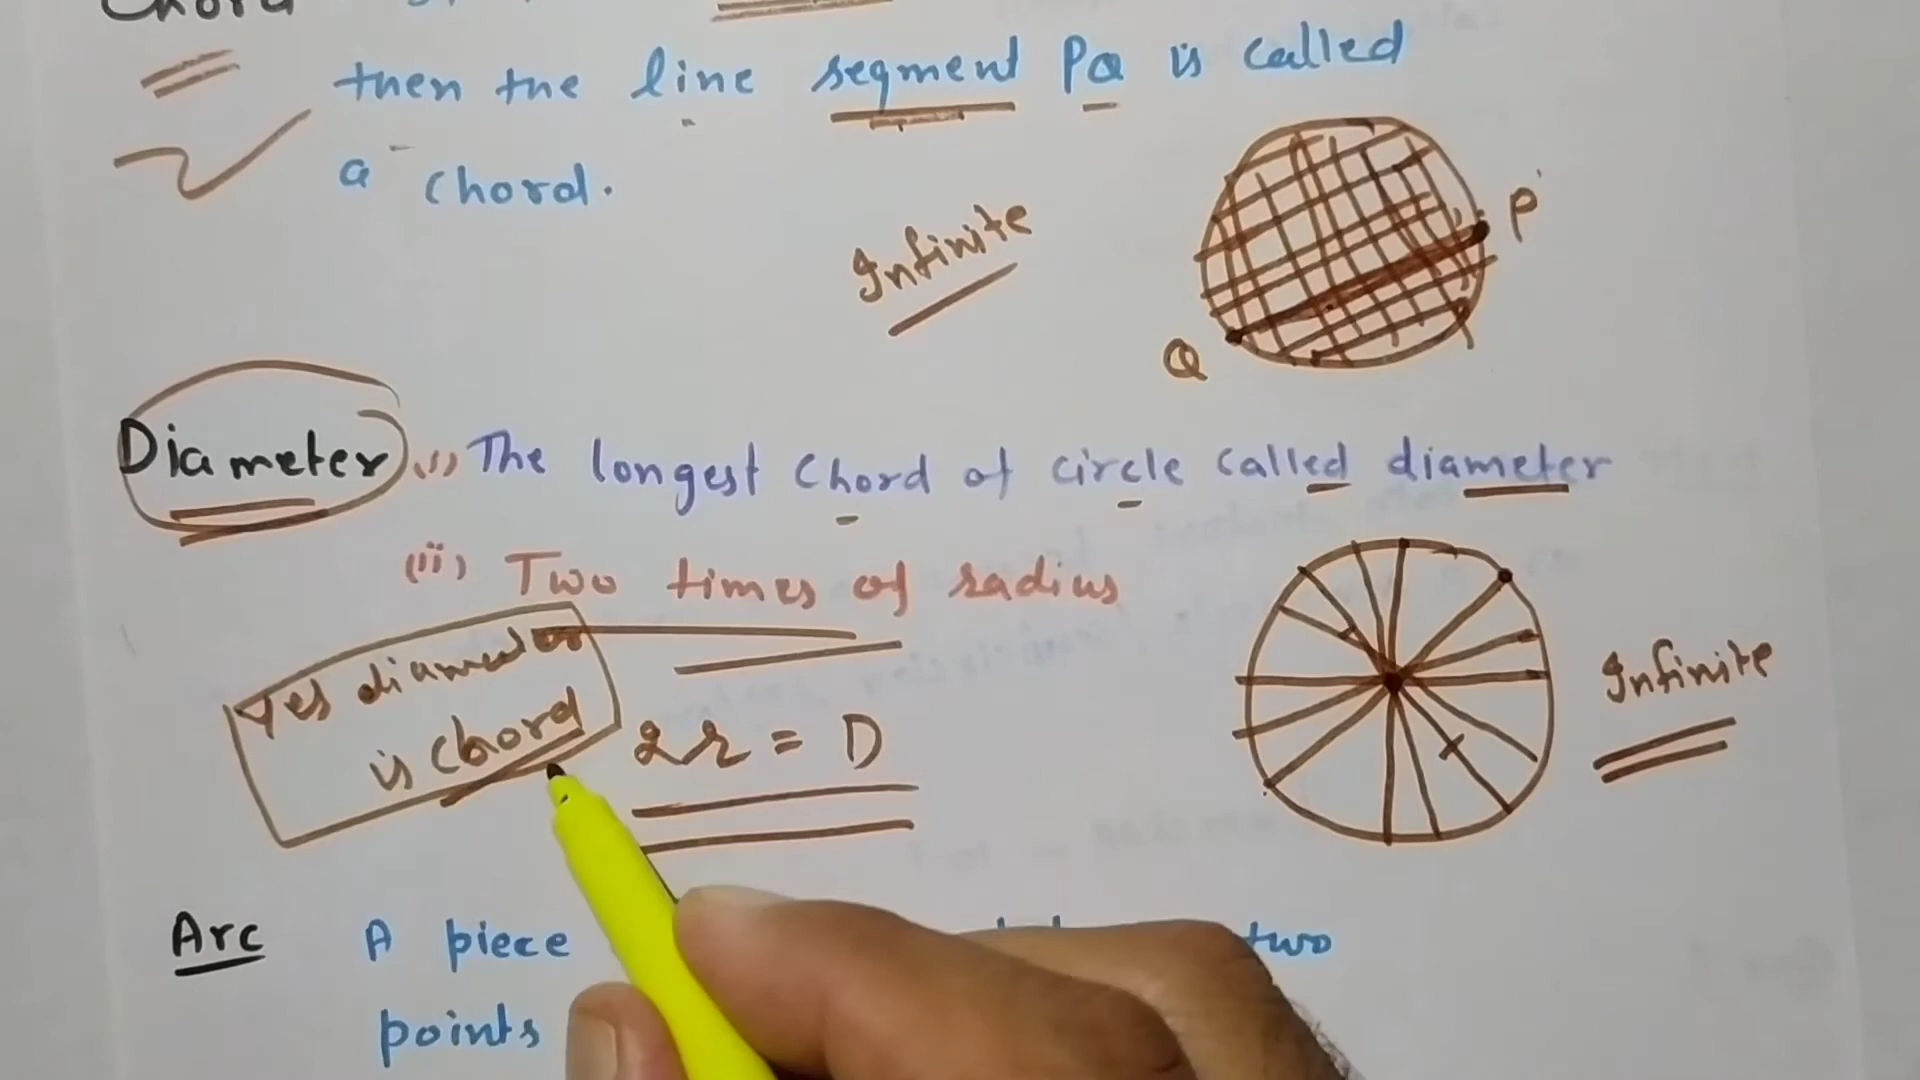 Chord
then the line segment PQ is called
a chord.
Infinite
P
Q
Diameter (i) The longest chord of circle called diameter
(ii) Two times of radius
Yes diameter
is chord
2r = D
Infinite
Arc A piece two
points